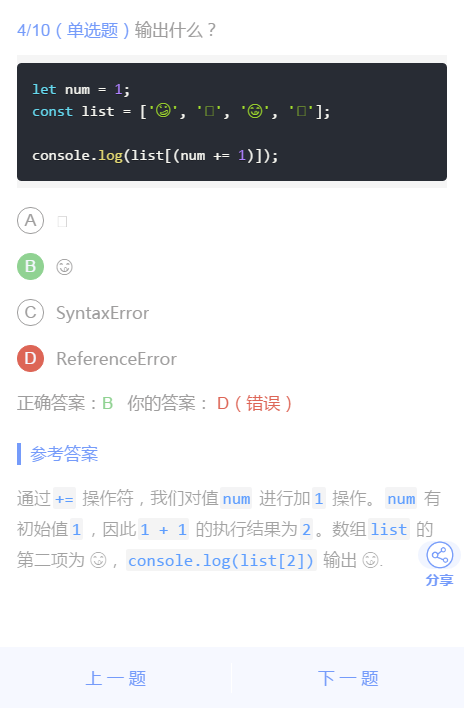 4/10（单选题）输出什么？
let num = 1;
const list = ['😋', '▯', '😋', '▯'];
console.log(list[(num += 1)]);
A ▯
B 😋
C SyntaxError
D ReferenceError
正确答案：B 你的答案： D（错误）
参考答案
通过 += 操作符，我们对值 num 进行加 1 操作。 num 有
初始值 1 ，因此 1 + 1 的执行结果为 2 。数组 list 的
第二项为 😋 ， console.log(list[2]) 输出 😋.
分享
上一题 下一题